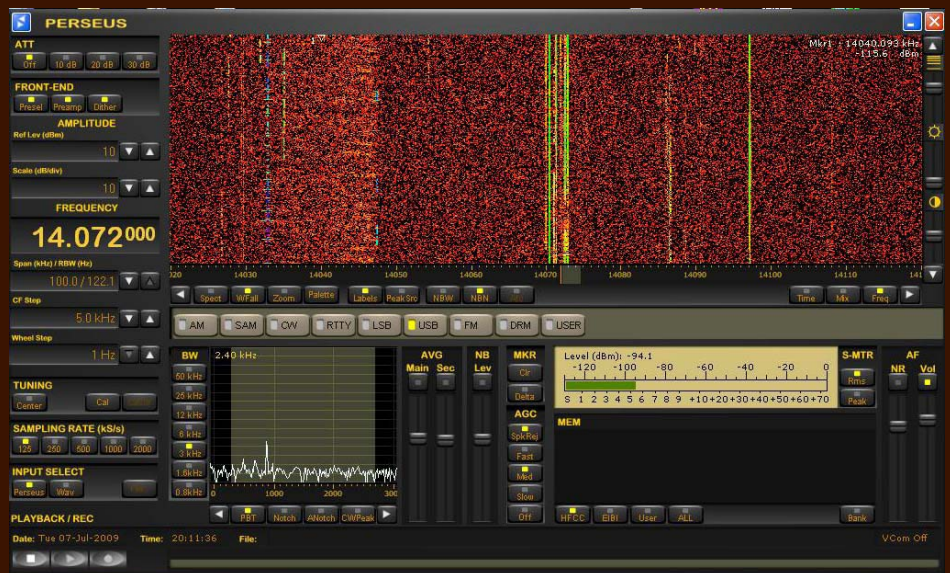 PERSEUS
ATT
Off 10 dB 20 dB 30 dB
FRONT-END
Presel Preamp Dither
AMPLITUDE
Ref Lev (dBm)
10
Scale (dB/div)
10
FREQUENCY
14.072000
Span (kHz) / RBW (Hz)
100.0 / 122.1
CF Step
5.0 kHz
Wheel Step
1 Hz
TUNING
Center Cal
SAMPLING RATE (kS/s)
125 250 500 1000 2000
INPUT SELECT
Perseus Wav
PLAYBACK / REC
Date: Tue 07-Jul-2009 Time: 20:11:36 File: VCom Off
Mkr1 - 14040.093 kHz
-115.6 dBm
14030 14040 14050 14060 14070 14080 14090 14100 14110
Spect WFall Zoom Palette Labels PeakSrc NBW NBN Time Mix Freq
AM SAM CW RTTY LSB USB FM DRM USER
BW
50 kHz
25 kHz
12 kHz
6 kHz
3 kHz
1.6kHz
0.8kHz
2.40 kHz
0 1000 2000 300
PBT Notch ANotch CWPeak
AVG
Main Sec
NB
Lev
MKR
Clr
Delta
AGC
SpkRej
Fast
Med
Slow
Off
Level (dBm): -94.1
-120 -100 -80 -60 -40 -20 0
S 1 2 3 4 5 6 7 8 9 +10+20+30+40+50+60+70
S-MTR
Rms
Peak
MEM
HFCC EIBI User ALL Bank
AF
NR Vol